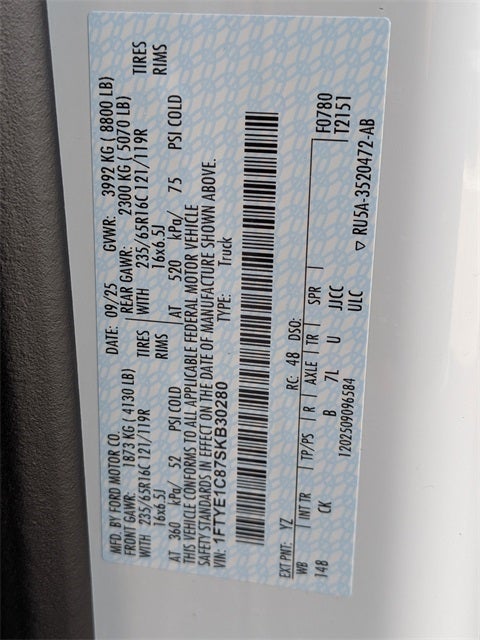 MFD. BY FORD MOTOR CO. DATE: 09/25 GVWR: 3992 KG ( 8800 LB)
FRONT GAWR: 1873 KG ( 4130 LB) REAR GAWR: 2300 KG ( 5070 LB)
WITH 235/65R16C 121/119R TIRES WITH 235/65R16C 121/119R TIRES
16x6.5J RIMS 16x6.5J RIMS
AT 360 kPa/ 52 PSI COLD AT 520 kPa/ 75 PSI COLD
THIS VEHICLE CONFORMS TO ALL APPLICABLE FEDERAL MOTOR VEHICLE
SAFETY STANDARDS IN EFFECT ON THE DATE OF MANUFACTURE SHOWN ABOVE.
VIN: 1FTYE1C87SKB30280 TYPE: Truck
EXT PNT: YZ RC: 48 DSO: F0780
WB INT TR TP/PS R AXLE TR SPR T2151
148 CK B 7L U JJCC
1202509096584 ULC ▽ RU5A-3520472-AB